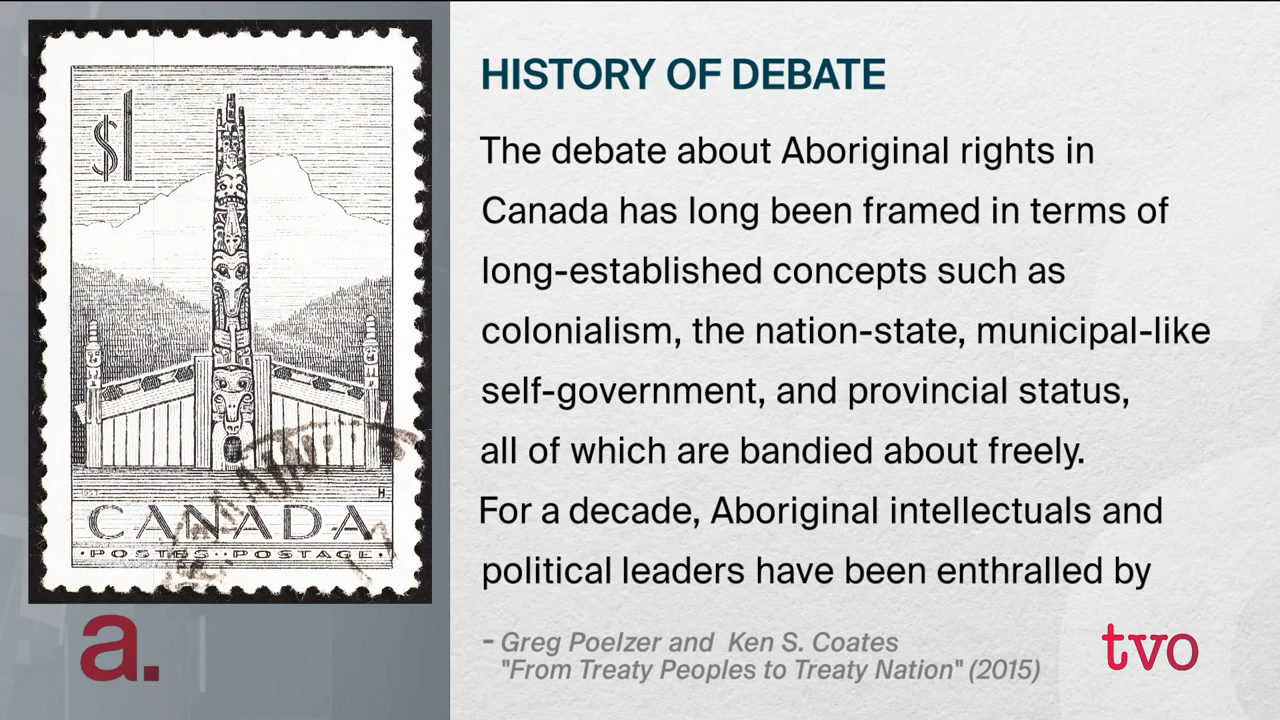 $1
CANADA
POSTES POSTAGE
a.
HISTORY OF DEBATE
The debate about Aboriginal rights in
Canada has long been framed in terms of
long-established concepts such as
colonialism, the nation-state, municipal-like
self-government, and provincial status,
all of which are bandied about freely.
For a decade, Aboriginal intellectuals and
political leaders have been enthralled by
- Greg Poelzer and Ken S. Coates
"From Treaty Peoples to Treaty Nation" (2015)
tvo